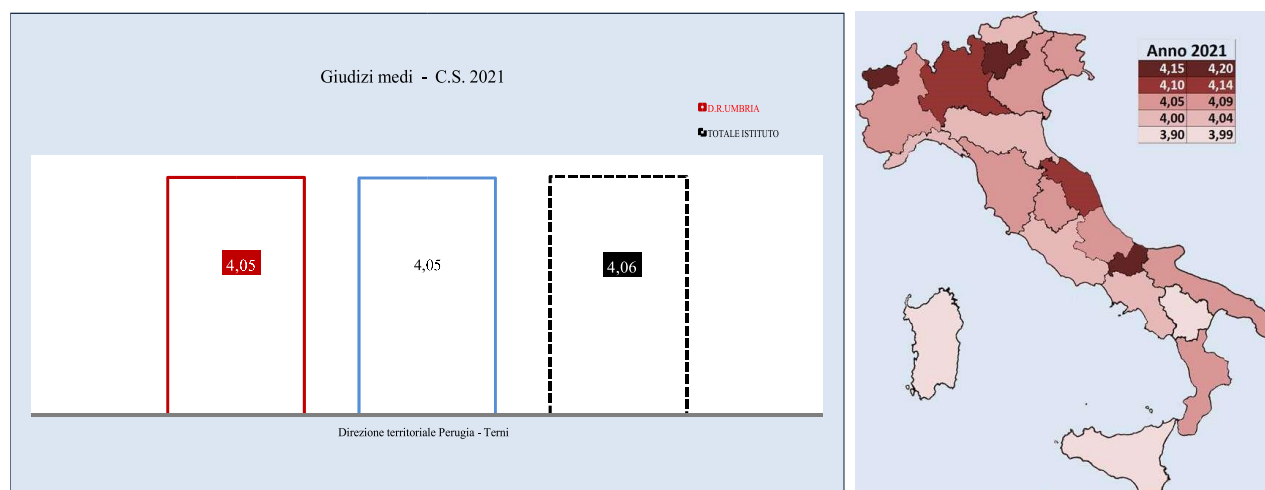 Giudizi medi - C.S. 2021
D.R.UMBRIA
TOTALE ISTITUTO
4,05
4,05
4,06
Direzione territoriale Perugia - Terni
Anno 2021
4,15 4,20
4,10 4,14
4,05 4,09
4,00 4,04
3,90 3,99